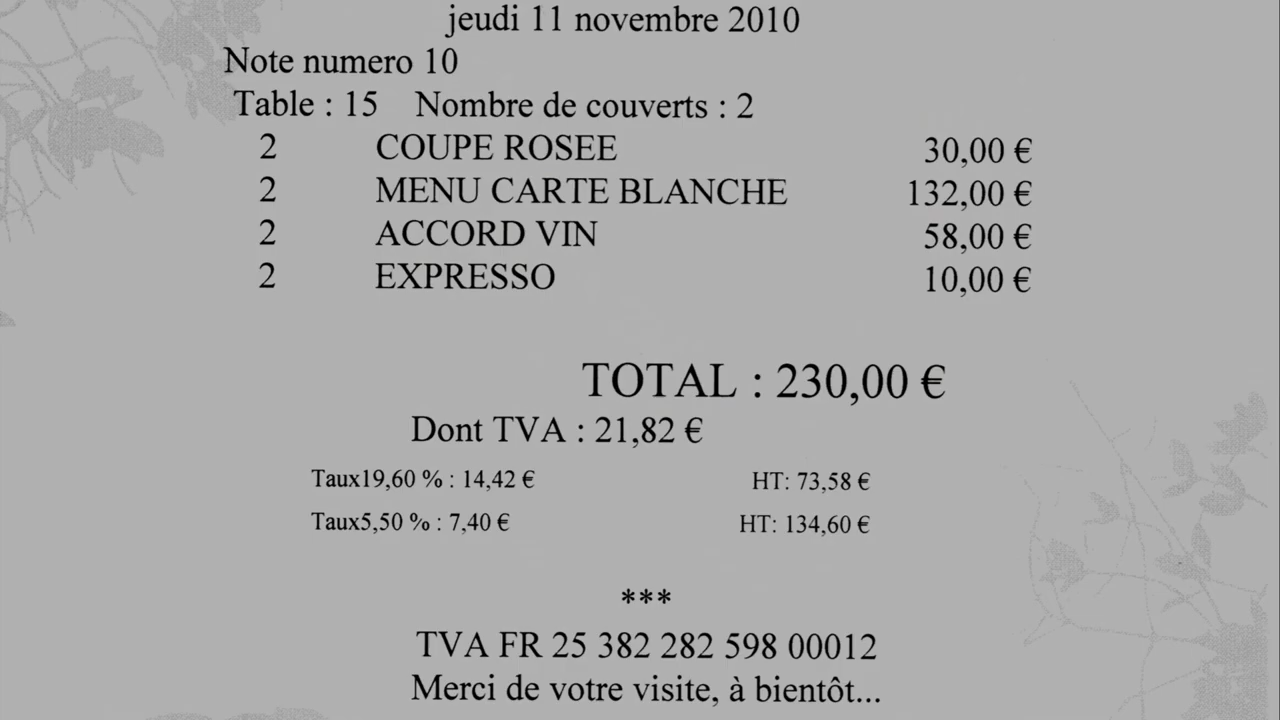 jeudi 11 novembre 2010
Note numero 10
Table : 15 Nombre de couverts : 2
2 COUPE ROSEE 30,00 €
2 MENU CARTE BLANCHE 132,00 €
2 ACCORD VIN 58,00 €
2 EXPRESSO 10,00 €
TOTAL : 230,00 €
Dont TVA : 21,82 €
Taux19,60 % : 14,42 € HT: 73,58 €
Taux5,50 % : 7,40 € HT: 134,60 €
***
TVA FR 25 382 282 598 00012
Merci de votre visite, à bientôt...